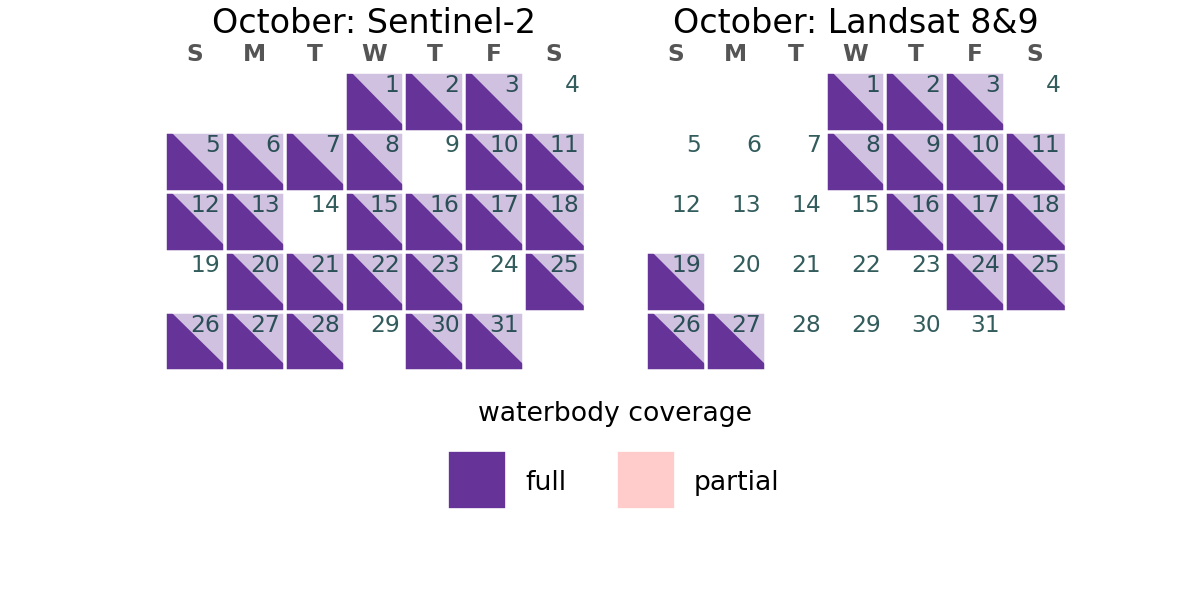 October: Sentinel-2
S M T W T F S
1 2 3 4
5 6 7 8 9 10 11
12 13 14 15 16 17 18
19 20 21 22 23 24 25
26 27 28 29 30 31
October: Landsat 8&9
S M T W T F S
1 2 3 4
5 6 7 8 9 10 11
12 13 14 15 16 17 18
19 20 21 22 23 24 25
26 27 28 29 30 31
waterbody coverage
full partial